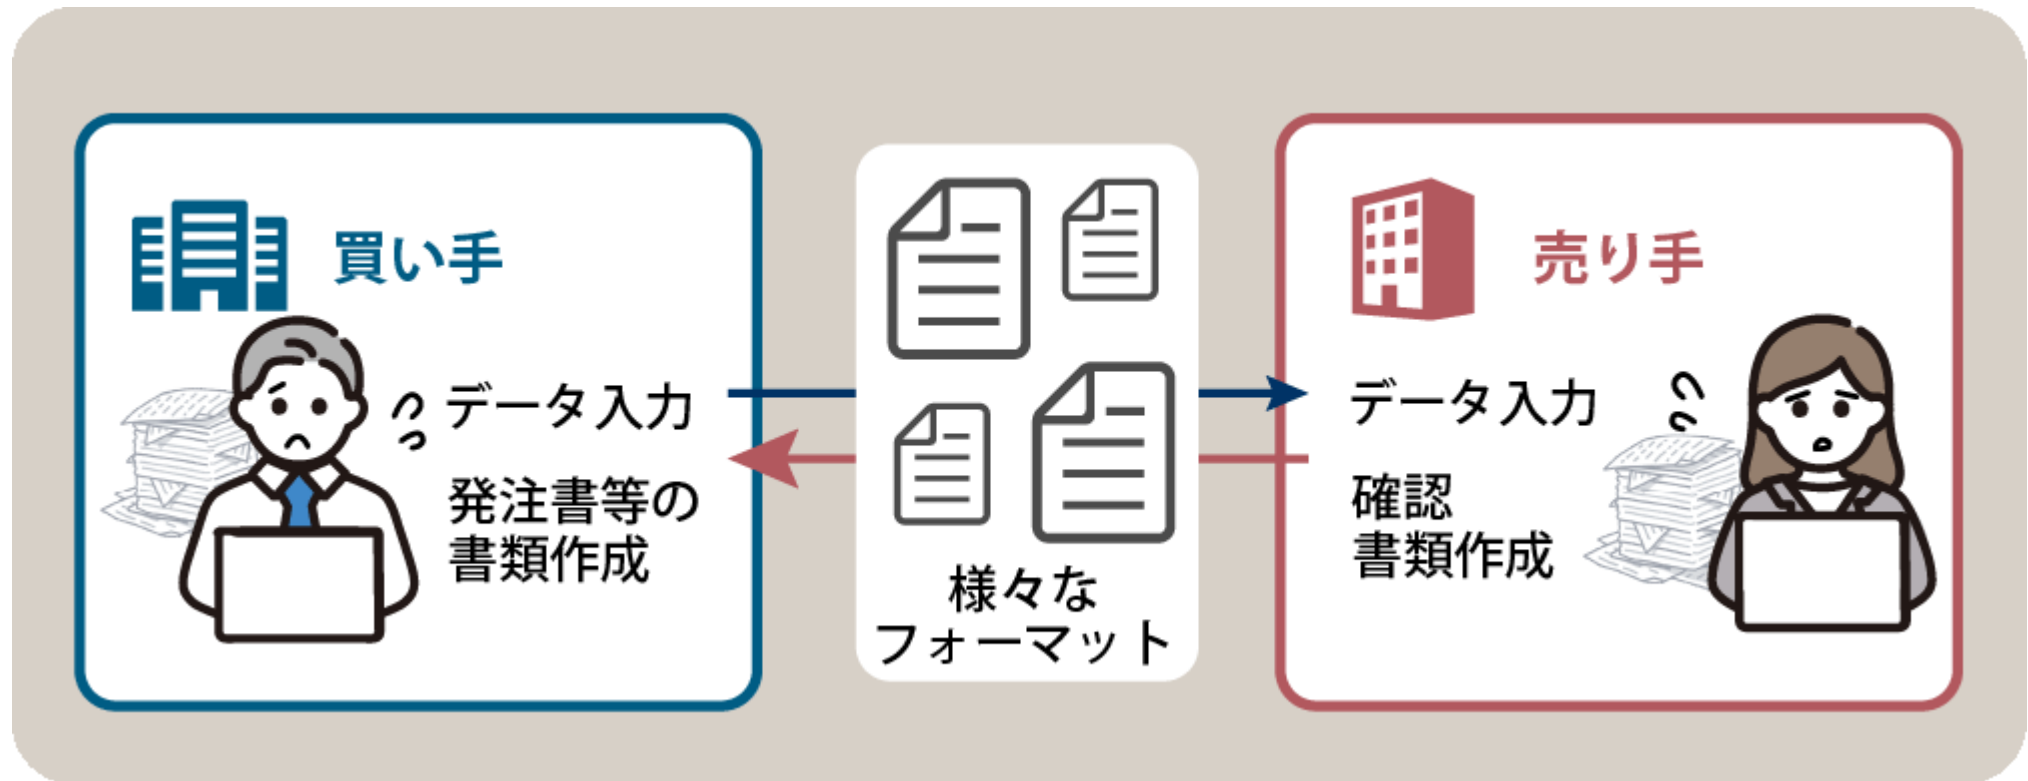 買い手
データ入力
発注書等の
書類作成
様々な
フォーマット
売り手
データ入力
確認
書類作成